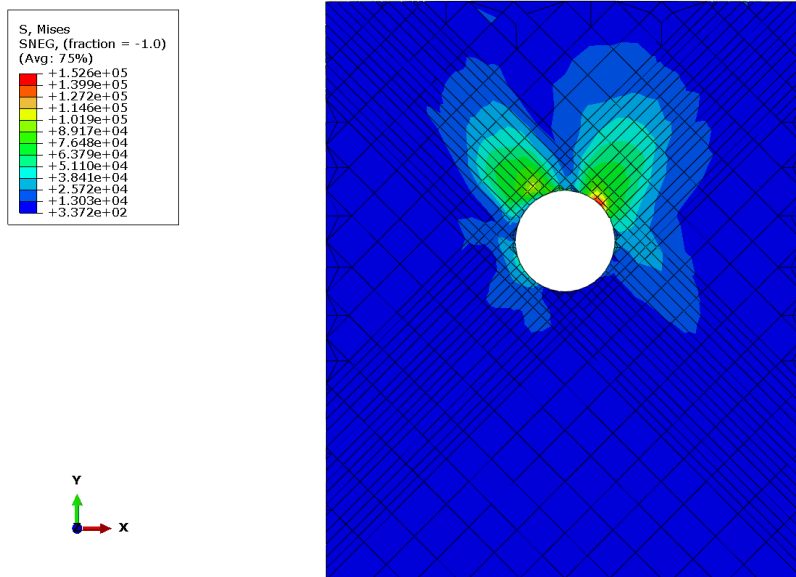 S, Mises
SNEG, (fraction = -1.0)
(Avg: 75%)
+1.526e+05
+1.399e+05
+1.272e+05
+1.146e+05
+1.019e+05
+8.917e+04
+7.648e+04
+6.379e+04
+5.110e+04
+3.841e+04
+2.572e+04
+1.303e+04
+3.372e+02
Y
Z X